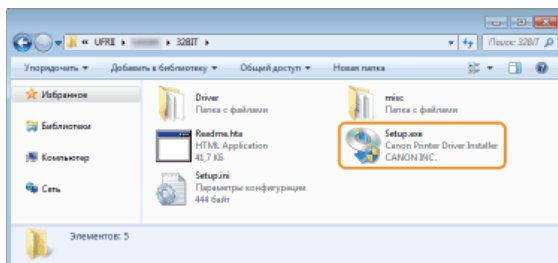 « UFRII ▸ ▸ 32BIT ▸
Поиск: 32BIT
Упорядочить ▾ Добавить в библиотеку ▾ Общий доступ ▾ Новая папка
Избранное
Библиотеки
Компьютер
Сеть
Driver
Папка с файлами
misc
Папка с файлами
Readme.hta
HTML Application
41,7 КБ
Setup.exe
Canon Printer Driver Installer
CANON INC.
Setup.ini
Параметры конфигурации
444 байт
Элементов: 5